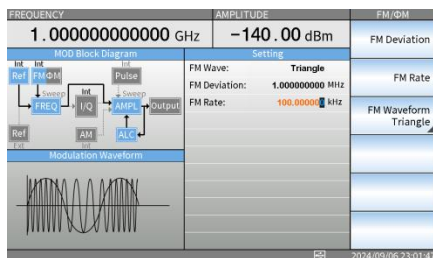 FREQUENCY
AMPLITUDE
FM/ΦM
1.000000000000 GHz
−140.00 dBm
MOD Block Diagram
Int Int Int
Ref FMΦM Pulse
Sweep Int Sweep
FREQ I/Q AMPL Output
Ref AM ALC
Ext Int
Modulation Waveform
Setting
FM Wave: Triangle
FM Deviation: 1.000000000 MHz
FM Rate: 100.000000 kHz
FM Deviation
FM Rate
FM Waveform
Triangle
2024/09/06 23:01:47